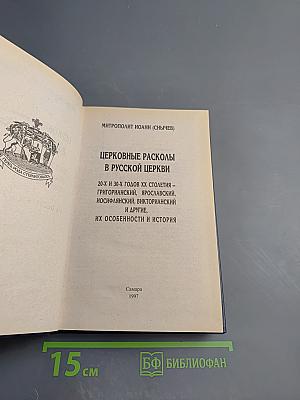 МИТРОПОЛИТ ИОАНН (СНЫЧЕВ)
ЦЕРКОВНЫЕ РАСКОЛЫ
В РУССКОЙ ЦЕРКВИ
20-Х И 30-Х ГОДОВ XX СТОЛЕТИЯ –
ГРИГОРИАНСКИЙ, ЯРОСЛАВСКИЙ,
ИОСИФЛЯНСКИЙ, ВИКТОРИАНСКИЙ
И ДРУГИЕ,
ИХ ОСОБЕННОСТИ И ИСТОРИЯ
Самара
1997
15 см
БФ БИБЛИОФАН